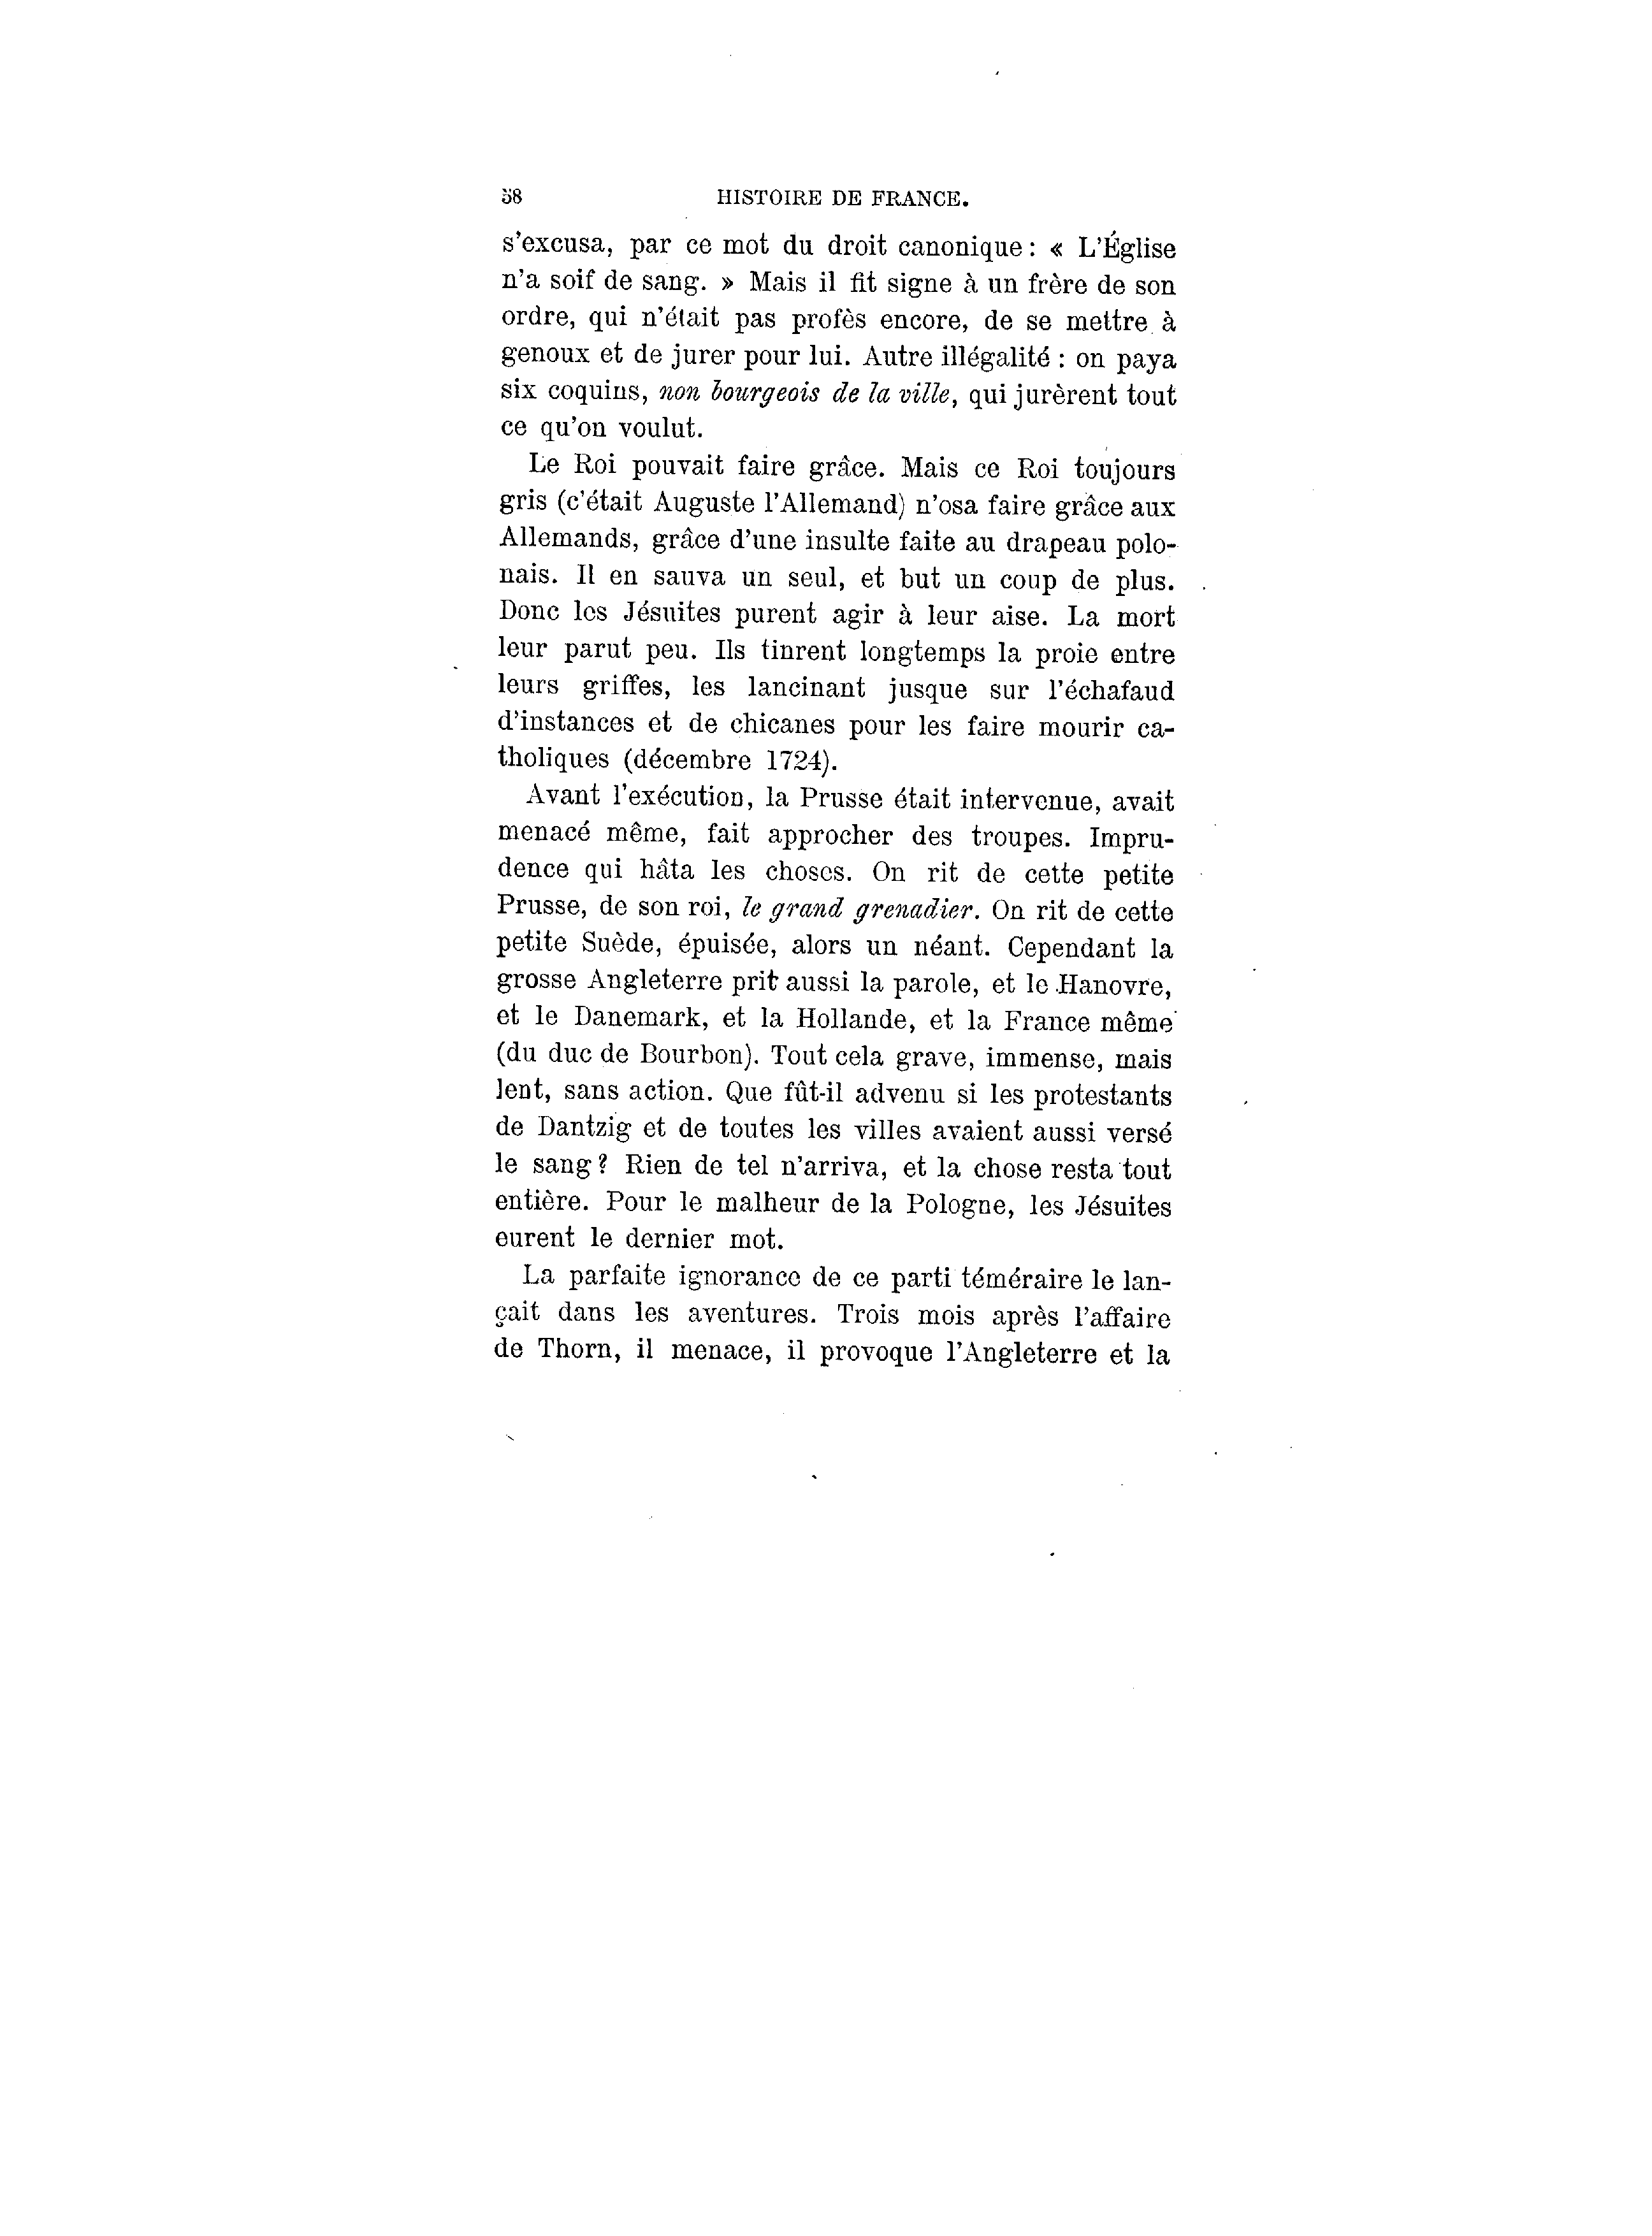 58 HISTOIRE DE FRANCE.
s'excusa, par ce mot du droit canonique : « L'Église
n'a soif de sang. » Mais il fit signe à un frère de son
ordre, qui n'était pas profès encore, de se mettre à
genoux et de jurer pour lui. Autre illégalité : on paya
six coquins, non bourgeois de la ville, qui jurèrent tout
ce qu'on voulut.
Le Roi pouvait faire grâce. Mais ce Roi toujours
gris (c'était Auguste l'Allemand) n'osa faire grâce aux
Allemands, grâce d'une insulte faite au drapeau polo-
nais. Il en sauva un seul, et but un coup de plus.
Donc les Jésuites purent agir à leur aise. La mort
leur parut peu. Ils tinrent longtemps la proie entre
leurs griffes, les lancinant jusque sur l'échafaud
d'instances et de chicanes pour les faire mourir ca-
tholiques (décembre 1724).
Avant l'exécution, la Prusse était intervenue, avait
menacé même, fait approcher des troupes. Impru-
dence qui hâta les choses. On rit de cette petite
Prusse, de son roi, le grand grenadier. On rit de cette
petite Suède, épuisée, alors un néant. Cependant la
grosse Angleterre prit aussi la parole, et le Hanovre,
et le Danemark, et la Hollande, et la France même
(du duc de Bourbon). Tout cela grave, immense, mais
lent, sans action. Que fût-il advenu si les protestants
de Dantzig et de toutes les villes avaient aussi versé
le sang ? Rien de tel n'arriva, et la chose resta tout
entière. Pour le malheur de la Pologne, les Jésuites
eurent le dernier mot.
La parfaite ignorance de ce parti téméraire le lan-
çait dans les aventures. Trois mois après l'affaire
de Thorn, il menace, il provoque l'Angleterre et la